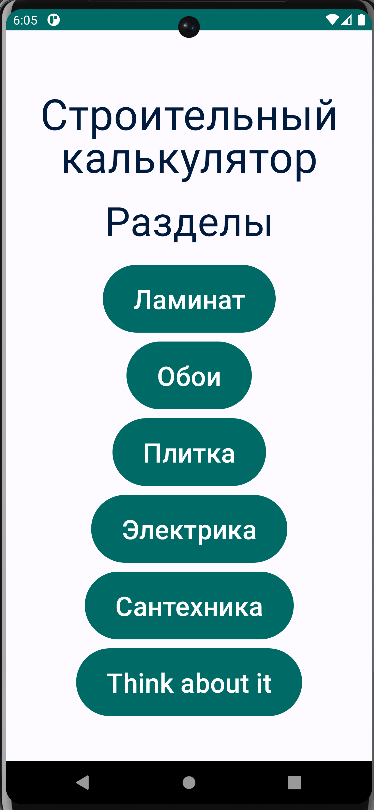 6:05
Строительный
калькулятор
Разделы
Ламинат
Обои
Плитка
Электрика
Сантехника
Think about it